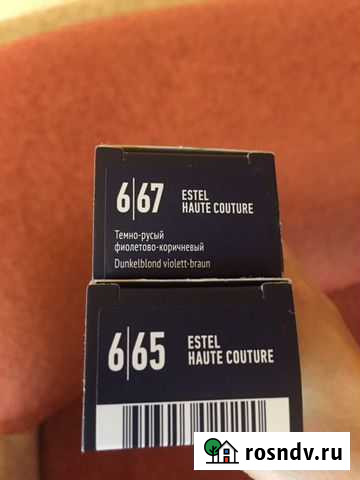 6|67 ESTEL
HAUTE COUTURE
Темно-русый
фиолетово-коричневый
Dunkelblond violett-braun
6|65 ESTEL
HAUTE COUTURE
rosndv.ru